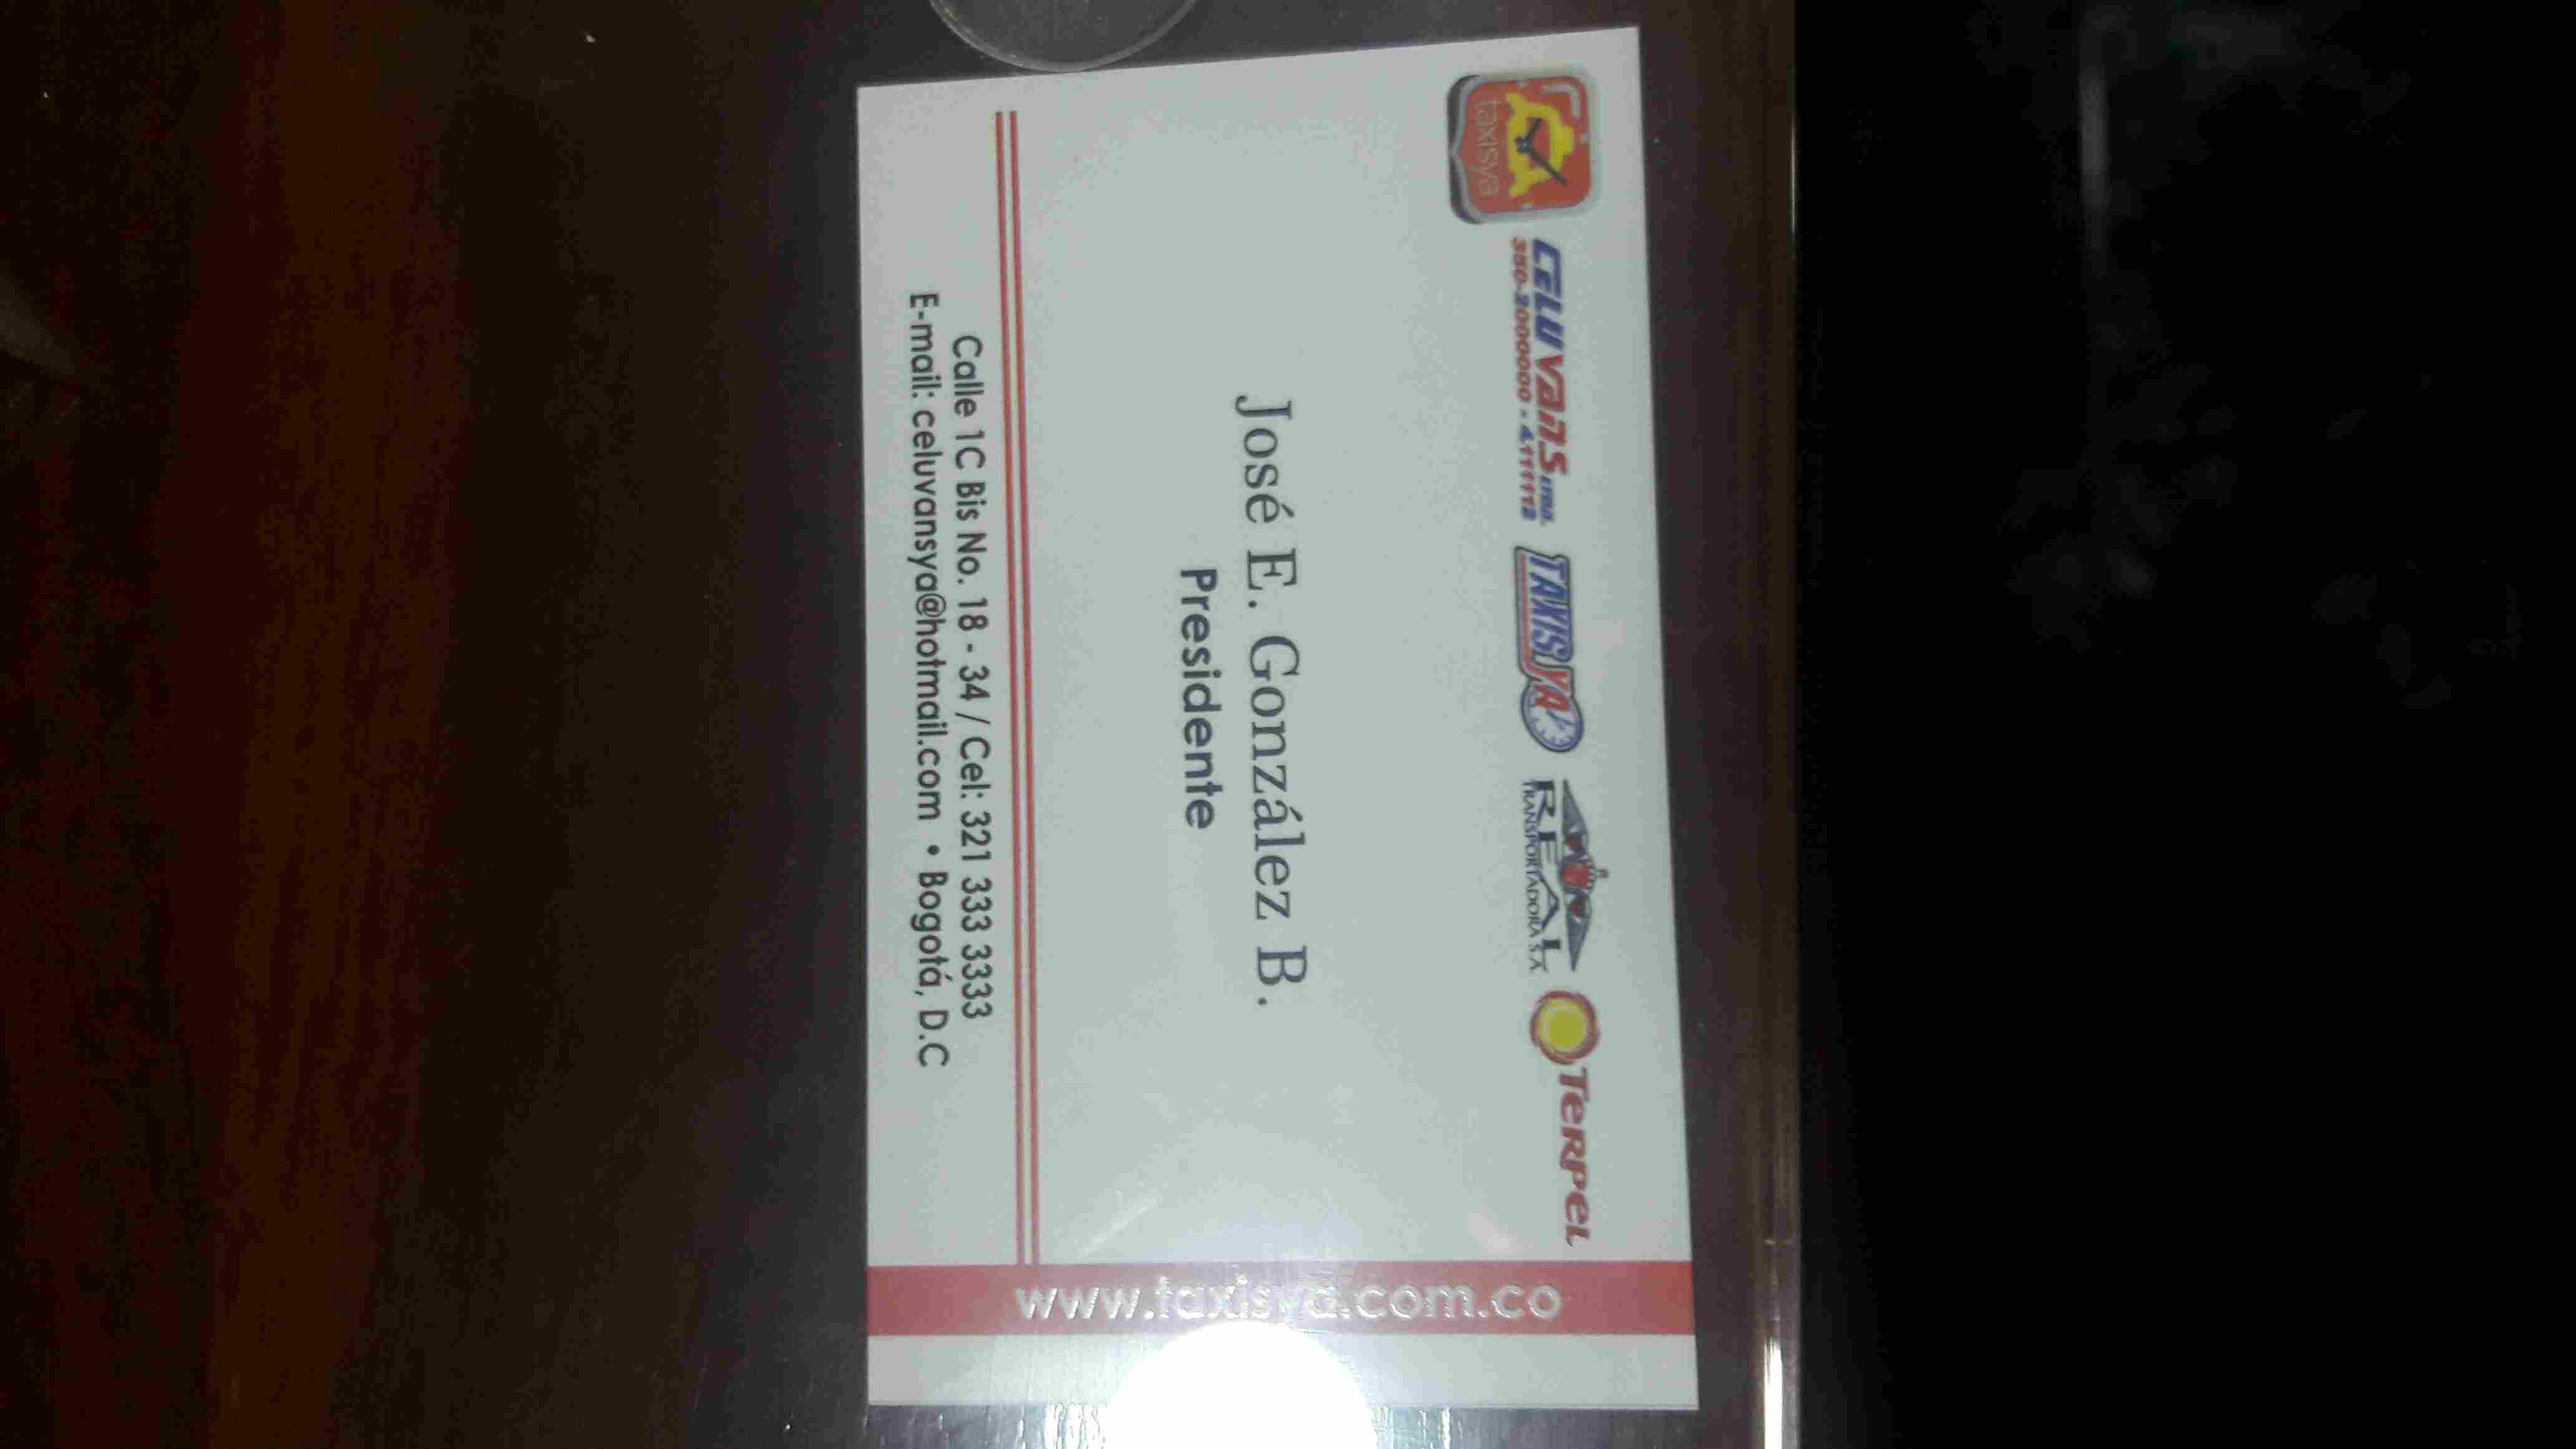 taxisya
CELUVANS LTDA.
350-2000000 - 4111112
TAXISYA
REAL
TRANSPORTADORA S.A
TERPEL
José E. González B.
Presidente
Calle 1C Bis No. 18 - 34 / Cel: 321 333 3333
E-mail: celuvansya@hotmail.com • Bogotá, D.C
www.taxisya.com.co